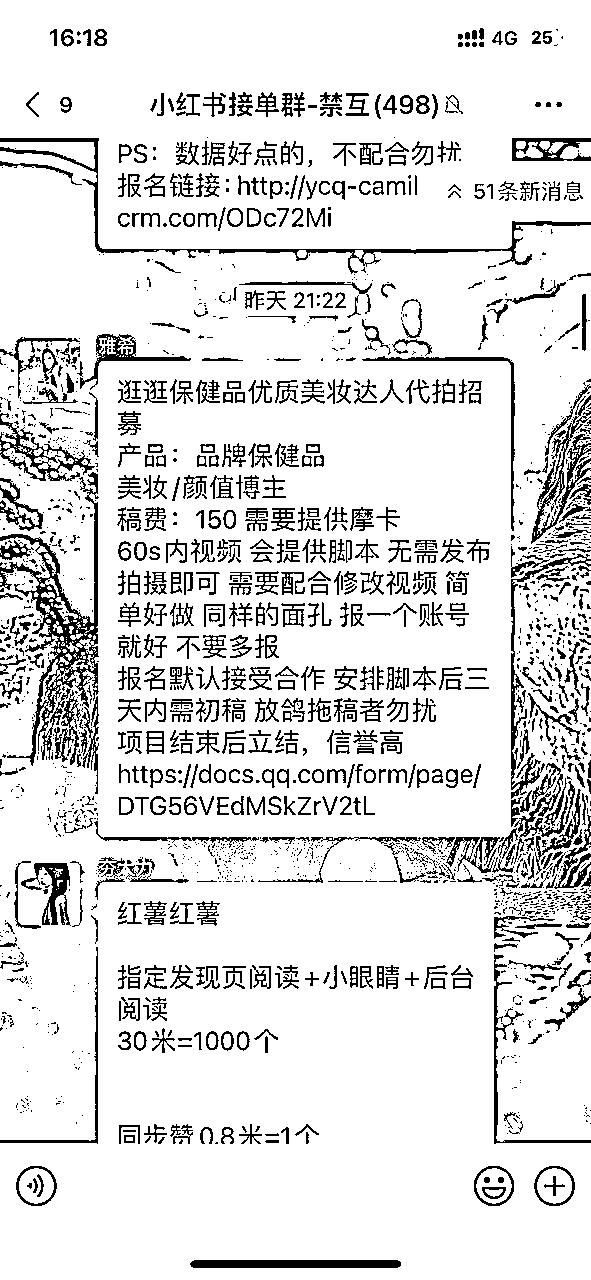 16:18
4G 25
9
小红书接单群-禁互(498)
PS：数据好点的，不配合勿扰
报名链接：http://ycq-camil
crm.com/ODc72Mi
51条新消息
昨天 21:22
雅希
逛逛保健品优质美妆达人代拍招
募
产品：品牌保健品
美妆/颜值博主
稿费：150 需要提供摩卡
60s内视频 会提供脚本 无需发布
拍摄即可 需要配合修改视频 简
单好做 同样的面孔 报一个账号
就好 不要多报
报名默认接受合作 安排脚本后三
天内需初稿 放鸽拖稿者勿扰
项目结束后立结，信誉高
https://docs.qq.com/form/page/
DTG56VEdMSkZrV2tL
红薯红薯
指定发现页阅读+小眼睛+后台
阅读
30米=1000个
同步赞0.8米=1个